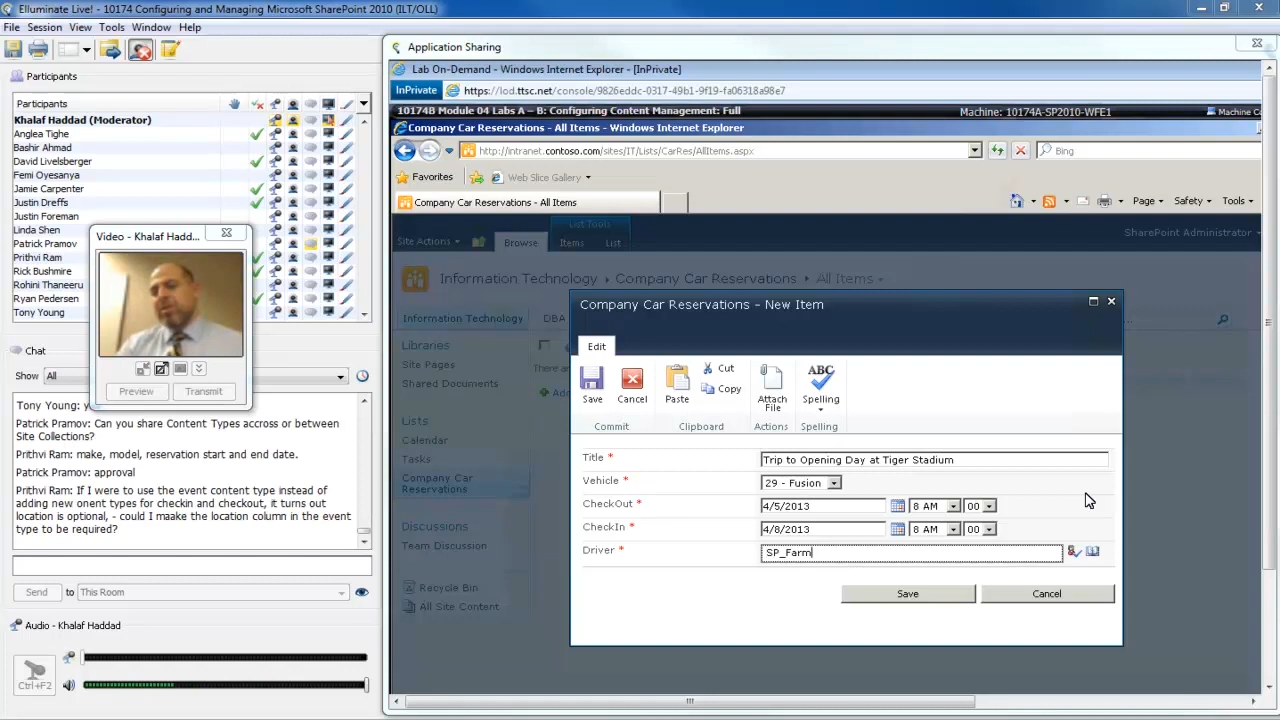 Elluminate Live! - 10174 Configuring and Managing Microsoft SharePoint 2010 (ILT/OLL)
File Session View Tools Window Help
Participants
Participants
Khalaf Haddad (Moderator)
Anglea Tighe
Bashir Ahmad
David Livelsberger
Femi Oyesanya
Jamie Carpenter
Justin Dreffs
Justin Foreman
Linda Shen
Patrick Pramov
Prithvi Ram
Rick Bushmire
Rohini Thaneeru
Ryan Pedersen
Tony Young
Video - Khalaf Hadd...
Preview Transmit
Chat
Show All
Tony Young: y
Patrick Pramov: Can you share Content Types accross or between
Site Collections?
Prithvi Ram: make, model, reservation start and end date.
Patrick Pramov: approval
Prithvi Ram: If I were to use the event content type instead of
adding new onent types for checkin and checkout, it turns out
location is optional, - could I maake the location column in the event
type to be required?
Send to This Room
Audio - Khalaf Haddad
Ctrl+F2
Application Sharing
Lab On-Demand - Windows Internet Explorer - [InPrivate]
InPrivate https://lod.ttsc.net/console/9826eddc-0317-49b1-9f19-fa06318a98e7
10174B Module 04 Labs A – B: Configuring Content Management: Full Machine: 10174A-SP2010-WFE1 Machine Co
Company Car Reservations - All Items - Windows Internet Explorer
http://intranet.contoso.com/sites/IT/Lists/CarRes/AllItems.aspx Bing
Favorites Web Slice Gallery
Company Car Reservations - All Items Page Safety Tools
List Tools
Site Actions Browse Items List SharePoint Administrator
Information Technology Company Car Reservations All Items
Information Technology DBA
Libraries
Site Pages
Shared Documents
Lists
Calendar
Tasks
Company Car
Reservations
Discussions
Team Discussion
Recycle Bin
All Site Content
There ar
Add
Company Car Reservations - New Item
Edit
Save Cancel Paste Cut Copy Attach File Spelling
Commit Clipboard Actions Spelling
Title * Trip to Opening Day at Tiger Stadium
Vehicle * 29 - Fusion
CheckOut * 4/5/2013 8 AM 00
CheckIn * 4/8/2013 8 AM 00
Driver * SP_Farm
Save Cancel